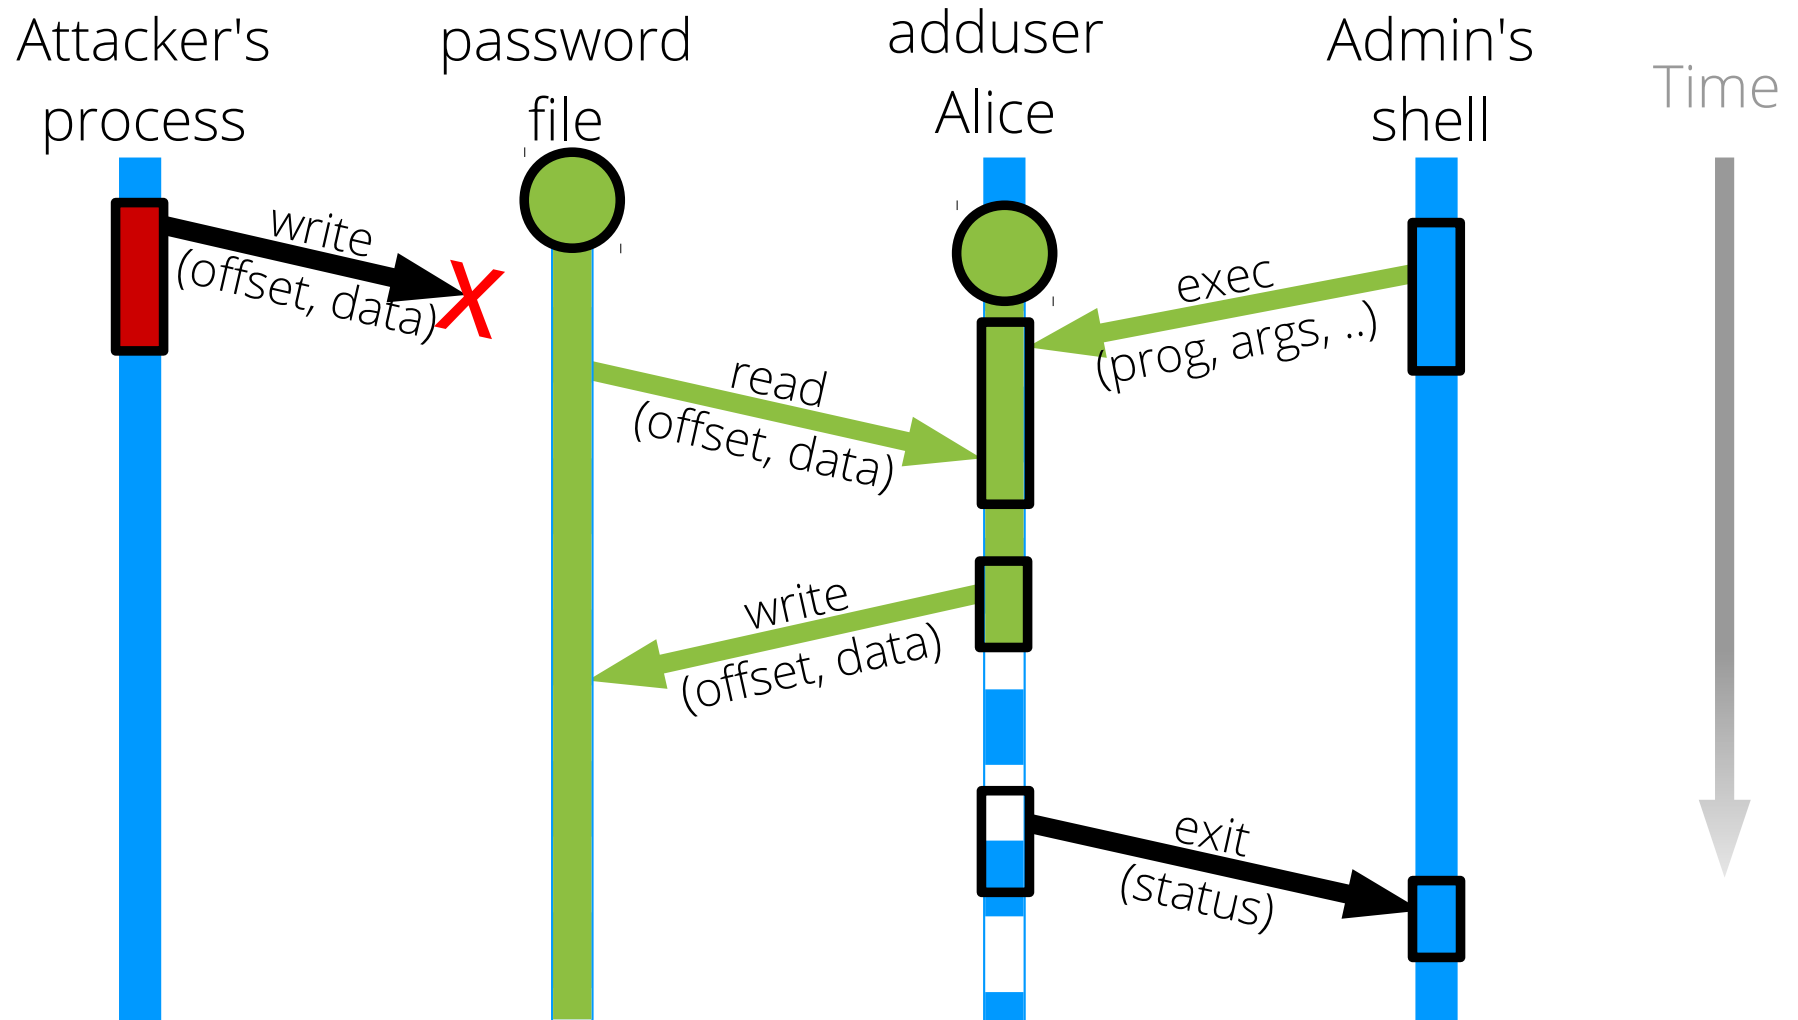 Attacker's
process
password
file
adduser
Alice
Admin's
shell
Time
write
(offset, data)
X
exec
(prog, args, ..)
read
(offset, data)
write
(offset, data)
exit
(status)